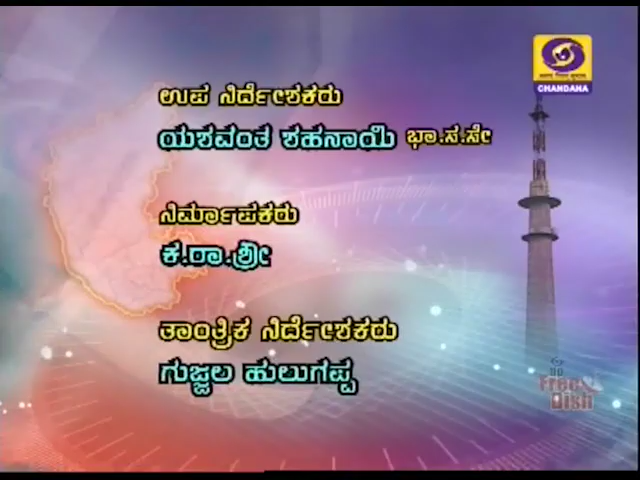 ಉಪ ನಿರ್ದೇಶಕರು
ಯಶವಂತ ಶಹನಾಯಿ ಭಾ.ಸ.ಸೇ
ನಿರ್ಮಾಪಕರು
ಕ.ರಾ.ಶ್ರೀ
ತಾಂತ್ರಿಕ ನಿರ್ದೇಶಕರು
ಗುಜ್ಜಲ ಹುಲುಗಪ್ಪ
CHANDANA
DD
Free
Dish